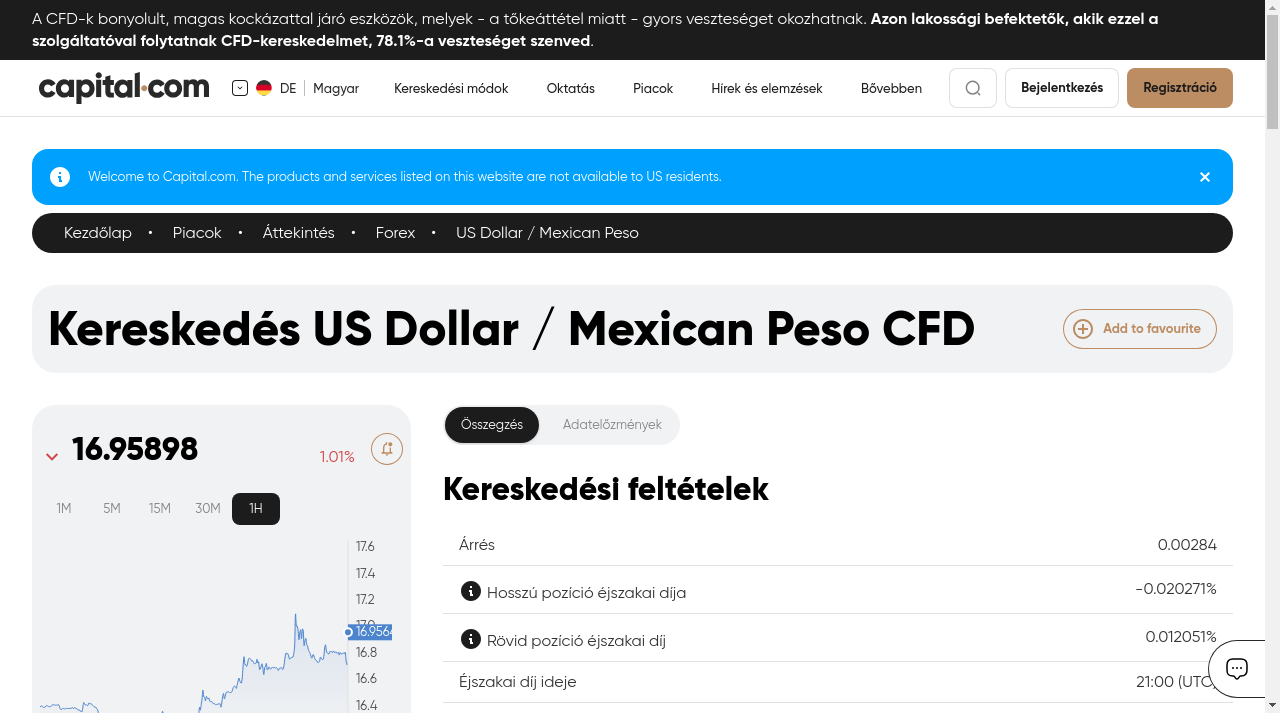 A CFD-k bonyolult, magas kockázattal járó eszközök, melyek - a tőkeáttétel miatt - gyors veszteséget okozhatnak. Azon lakossági befektetők, akik ezzel a
szolgáltatóval folytatnak CFD-kereskedelmet, 78.1%-a veszteséget szenved.
capital.com DE Magyar Kereskedési módok Oktatás Piacok Hírek és elemzések Bővebben Bejelentkezés Regisztráció
Welcome to Capital.com. The products and services listed on this website are not available to US residents.
Kezdőlap • Piacok • Áttekintés • Forex • US Dollar / Mexican Peso
Kereskedés US Dollar / Mexican Peso CFD
Add to favourite
16.95898 1.01%
1M 5M 15M 30M 1H
17.6
17.4
17.2
16.9564
16.8
16.6
16.4
Összegzés Adatelőzmények
Kereskedési feltételek
Árrés 0.00284
Hosszú pozíció éjszakai díja -0.020271%
Rövid pozíció éjszakai díj 0.012051%
Éjszakai díj ideje 21:00 (UTC)